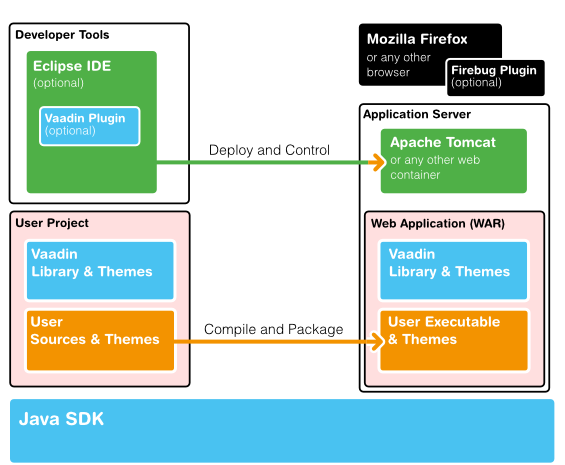 Developer Tools
Eclipse IDE
(optional)
Vaadin Plugin
(optional)
Mozilla Firefox
or any other
browser
Firebug Plugin
(optional)
Application Server
Apache Tomcat
or any other web
container
Deploy and Control
User Project
Vaadin
Library & Themes
User
Sources & Themes
Compile and Package
Web Application (WAR)
Vaadin
Library & Themes
User Executable
& Themes
Java SDK